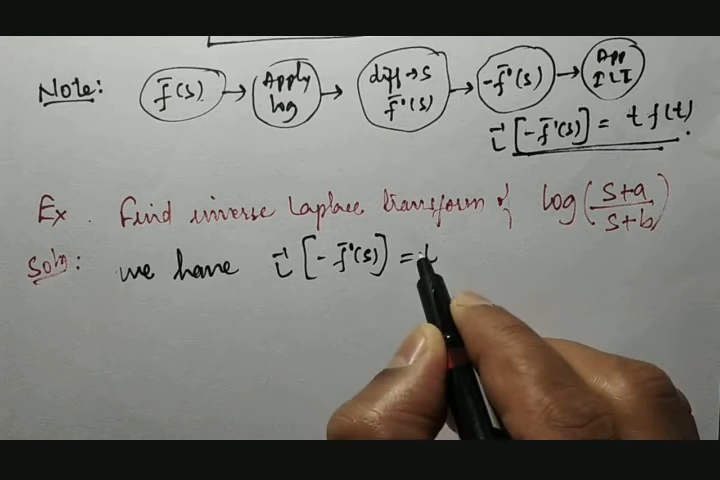 Note: f̄(s) → Apply log → diff→s f̄'(s) → -f̄'(s) → App ILT
L⁻¹[-f̄'(s)] = t f(t).
Ex. Find inverse Laplace transform of log(s+a/s+b)
Soln: we have L⁻¹[-f̄'(s)] = t